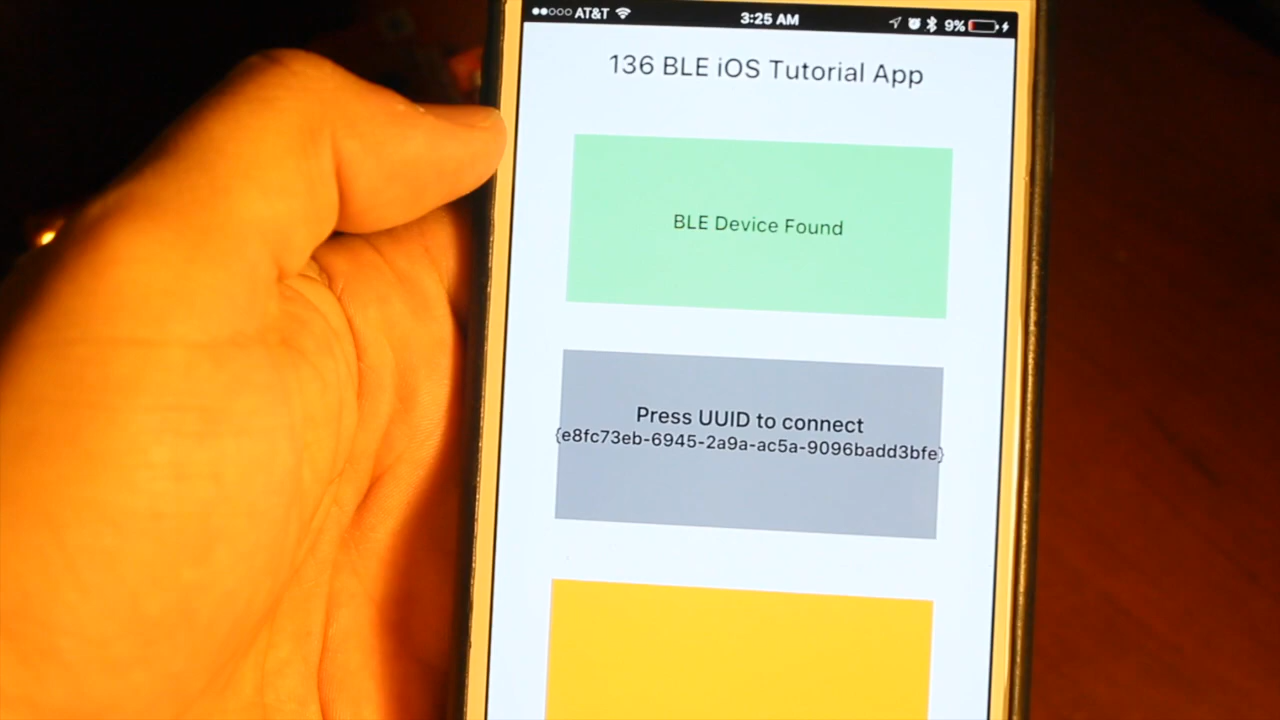 AT&T 3:25 AM 9%
136 BLE iOS Tutorial App
BLE Device Found
Press UUID to connect
{e8fc73eb-6945-2a9a-ac5a-9096badd3bfe}